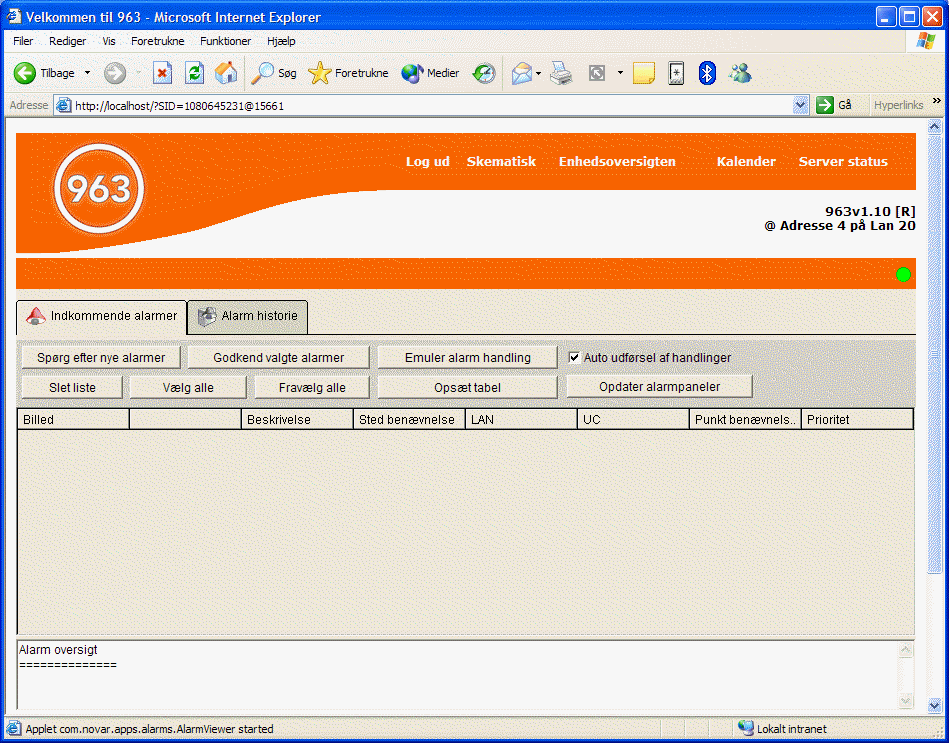 Velkommen til 963 - Microsoft Internet Explorer
Filer Rediger Vis Foretrukne Funktioner Hjælp
Tilbage Søg Foretrukne Medier
Adresse http://localhost/?SID=1080645231@15661 Gå Hyperlinks »
963
Log ud Skematisk Enhedsoversigten Kalender Server status
963v1.10 [R]
@ Adresse 4 på Lan 20
Indkommende alarmer Alarm historie
Spørg efter nye alarmer Godkend valgte alarmer Emuler alarm handling Auto udførsel af handlinger
Slet liste Vælg alle Fravælg alle Opsæt tabel Opdater alarmpaneler
Billed Beskrivelse Sted benævnelse LAN UC Punkt benævnels.. Prioritet
Alarm oversigt
==============
Applet com.novar.apps.alarms.AlarmViewer started Lokalt intranet